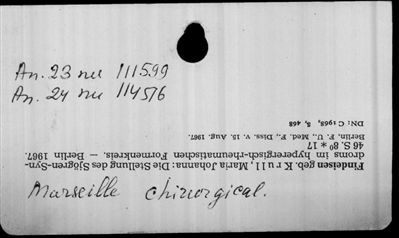 An. 23 nu 111599
An. 24 nu 114576
Marseille chirurgical.
Findeisen geb. Krull, Maria Johanna: Die Stellung des Sjögren-Syn-
droms im hyperergisch-rheumatischen Formenkreis. — Berlin 1967.
46 S. 8° * 17
Berlin, F. U., Med. F., Diss. v. 15. Aug. 1967.
DN: C 1968, 5, 468